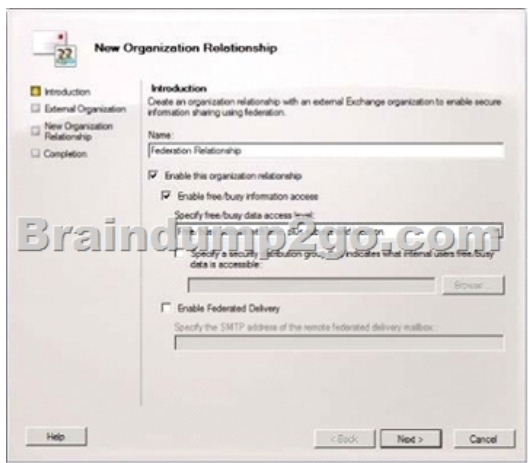 22
New Organization Relationship
Introduction
External Organization
New Organization
Relationship
Completion
Introduction
Create an organization relationship with an external Exchange organization to enable secure
information sharing using federation.
Name:
Federation Relationship
Enable this organization relationship
Enable free/busy information access
Specify free/busy data access level:
Braindump2go.com
Specify a security distribution group indicates what internal users free/busy
data is accessible:
Browse...
Enable Federated Delivery
Specify the SMTP address of the remote federated delivery mailbox:
Help
< Back
Next >
Cancel